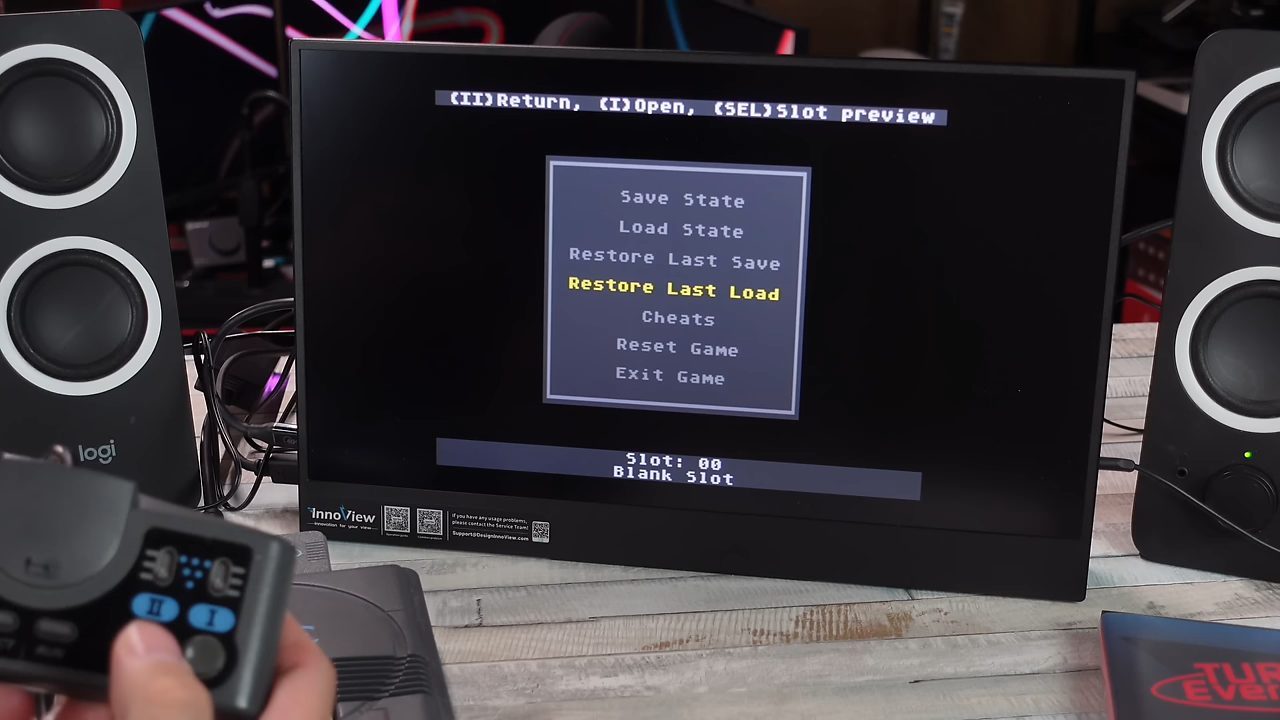 (II)Return, (I)Open, (SEL)Slot preview
Save State
Load State
Restore Last Save
Restore Last Load
Cheats
Reset Game
Exit Game
Slot: 00
Blank slot
logi
InnoView
Innovation for your view
If you have any usage problems,
please contact the Service Team!
Support@DesignInnoView.com
II
I
TUR
Ever